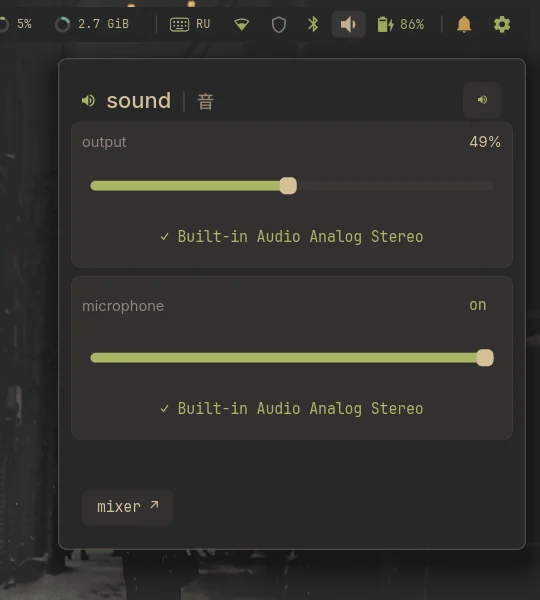 5% 2.7 GiB RU 86%
sound | 音
output 49%
✓ Built-in Audio Analog Stereo
microphone on
✓ Built-in Audio Analog Stereo
mixer ↗